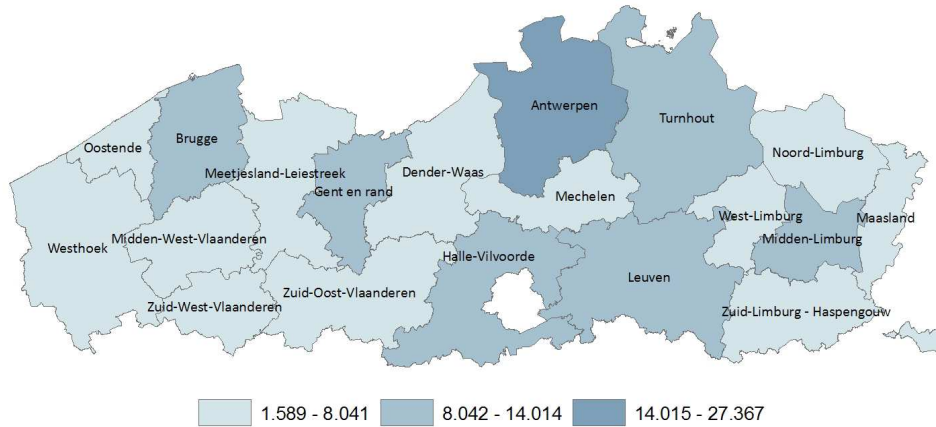 Antwerpen
Turnhout
Brugge
Oostende
Noord-Limburg
Meetjesland-Leiestreek
Dender-Waas
Gent en rand
Mechelen
West-Limburg
Maasland
Midden-West-Vlaanderen
Midden-Limburg
Westhoek
Halle-Vilvoorde
Leuven
Zuid-Oost-Vlaanderen
Zuid-West-Vlaanderen
Zuid-Limburg - Haspengouw
1.589 - 8.041
8.042 - 14.014
14.015 - 27.367